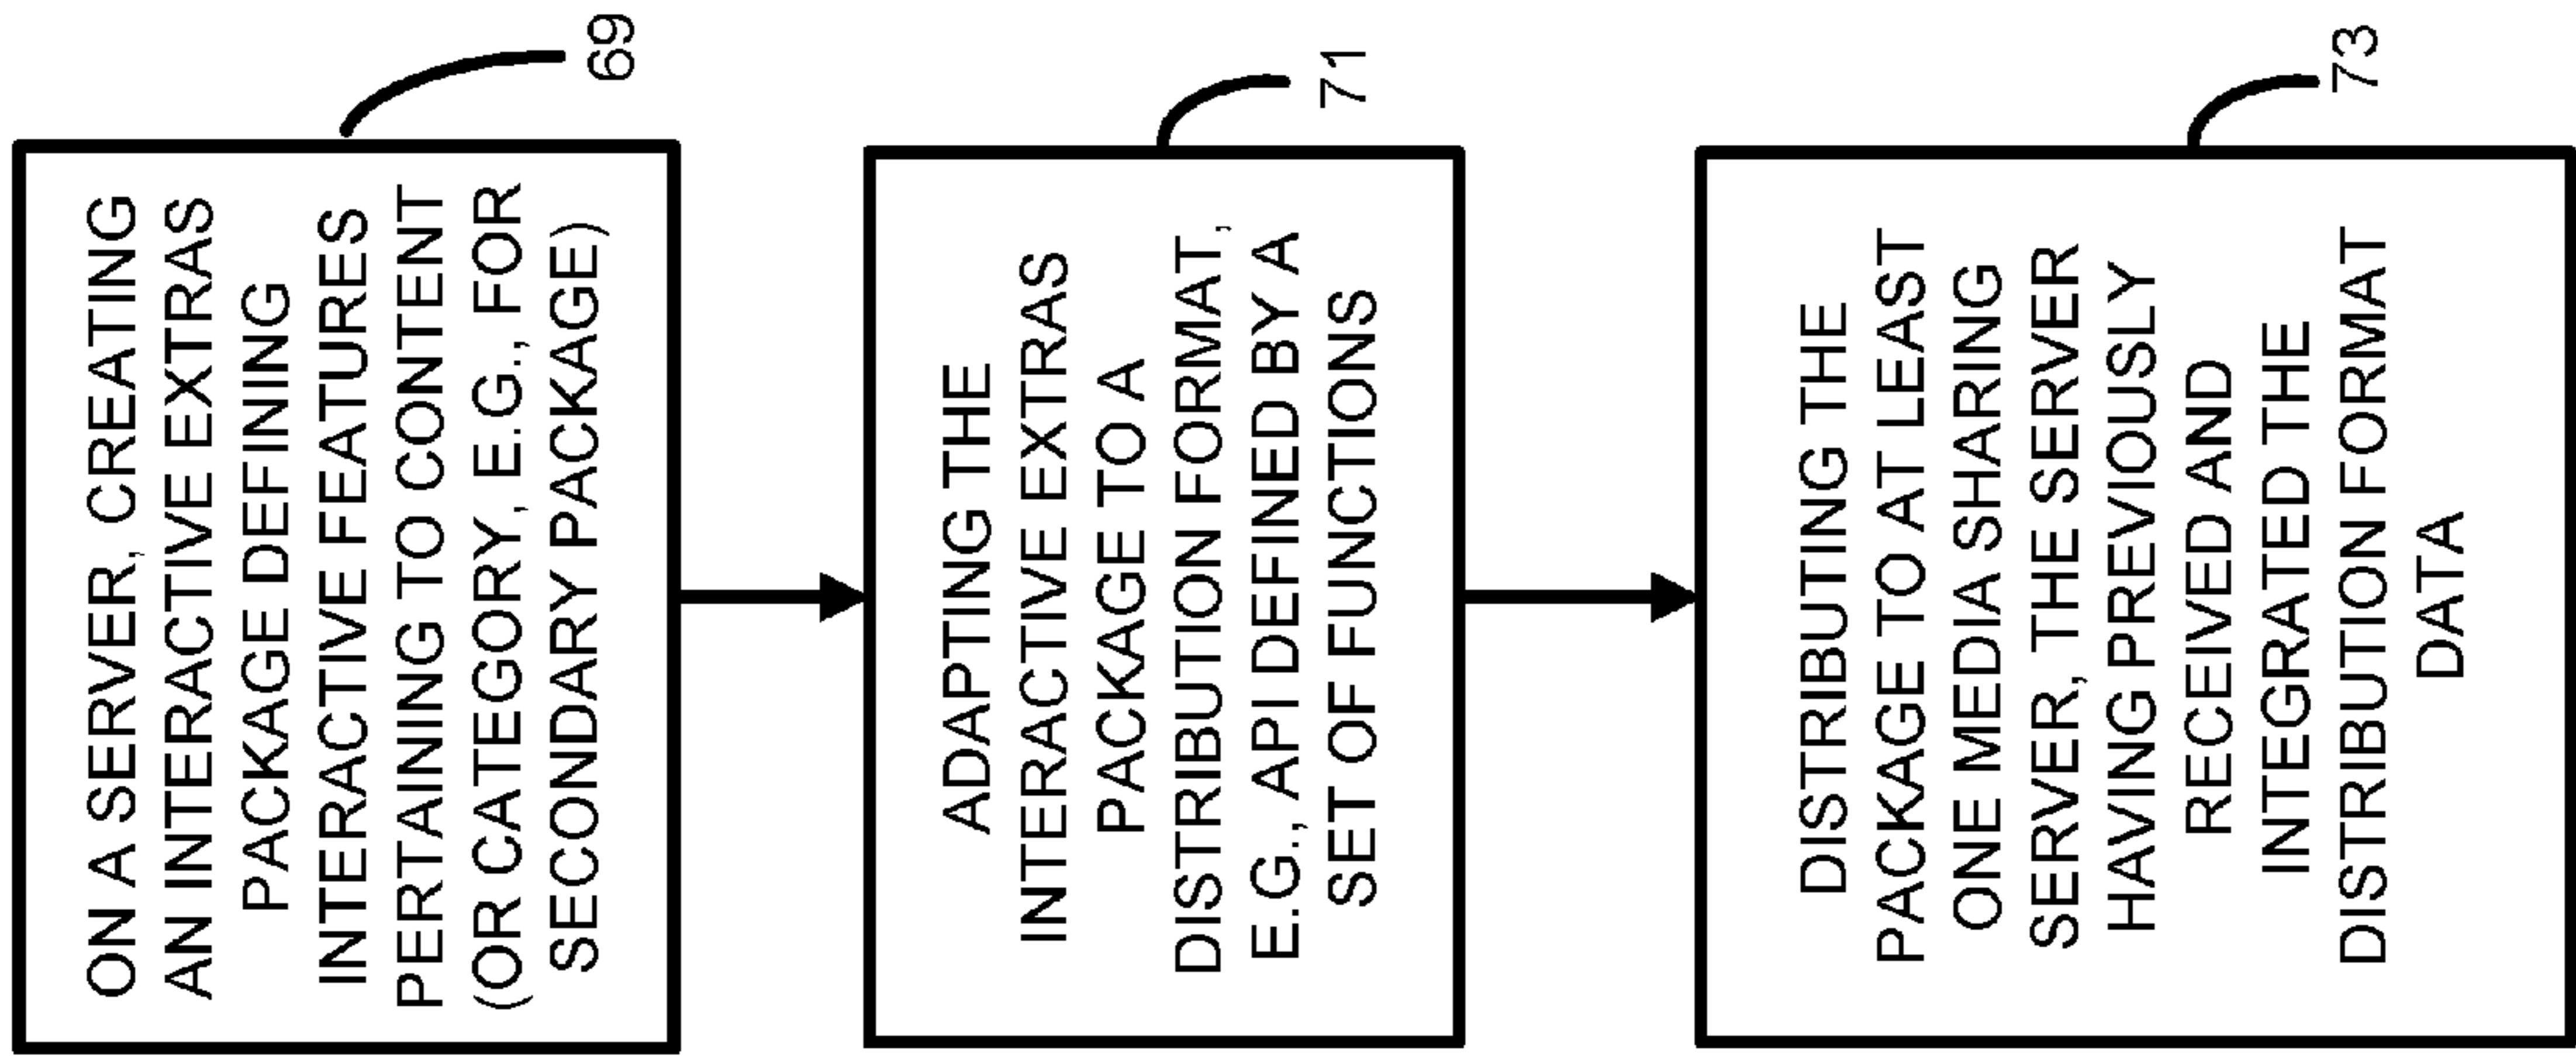 ON A SERVER, CREATING
AN INTERACTIVE EXTRAS
PACKAGE DEFINING
INTERACTIVE FEATURES
PERTAINING TO CONTENT
(OR CATEGORY, E.G., FOR
SECONDARY PACKAGE)
69
ADAPTING THE
INTERACTIVE EXTRAS
PACKAGE TO A
DISTRIBUTION FORMAT,
E.G., API DEFINED BY A
SET OF FUNCTIONS
71
DISTRIBUTING THE
PACKAGE TO AT LEAST
ONE MEDIA SHARING
SERVER, THE SERVER
HAVING PREVIOUSLY
RECEIVED AND
INTEGRATED THE
DISTRIBUTION FORMAT
DATA
73